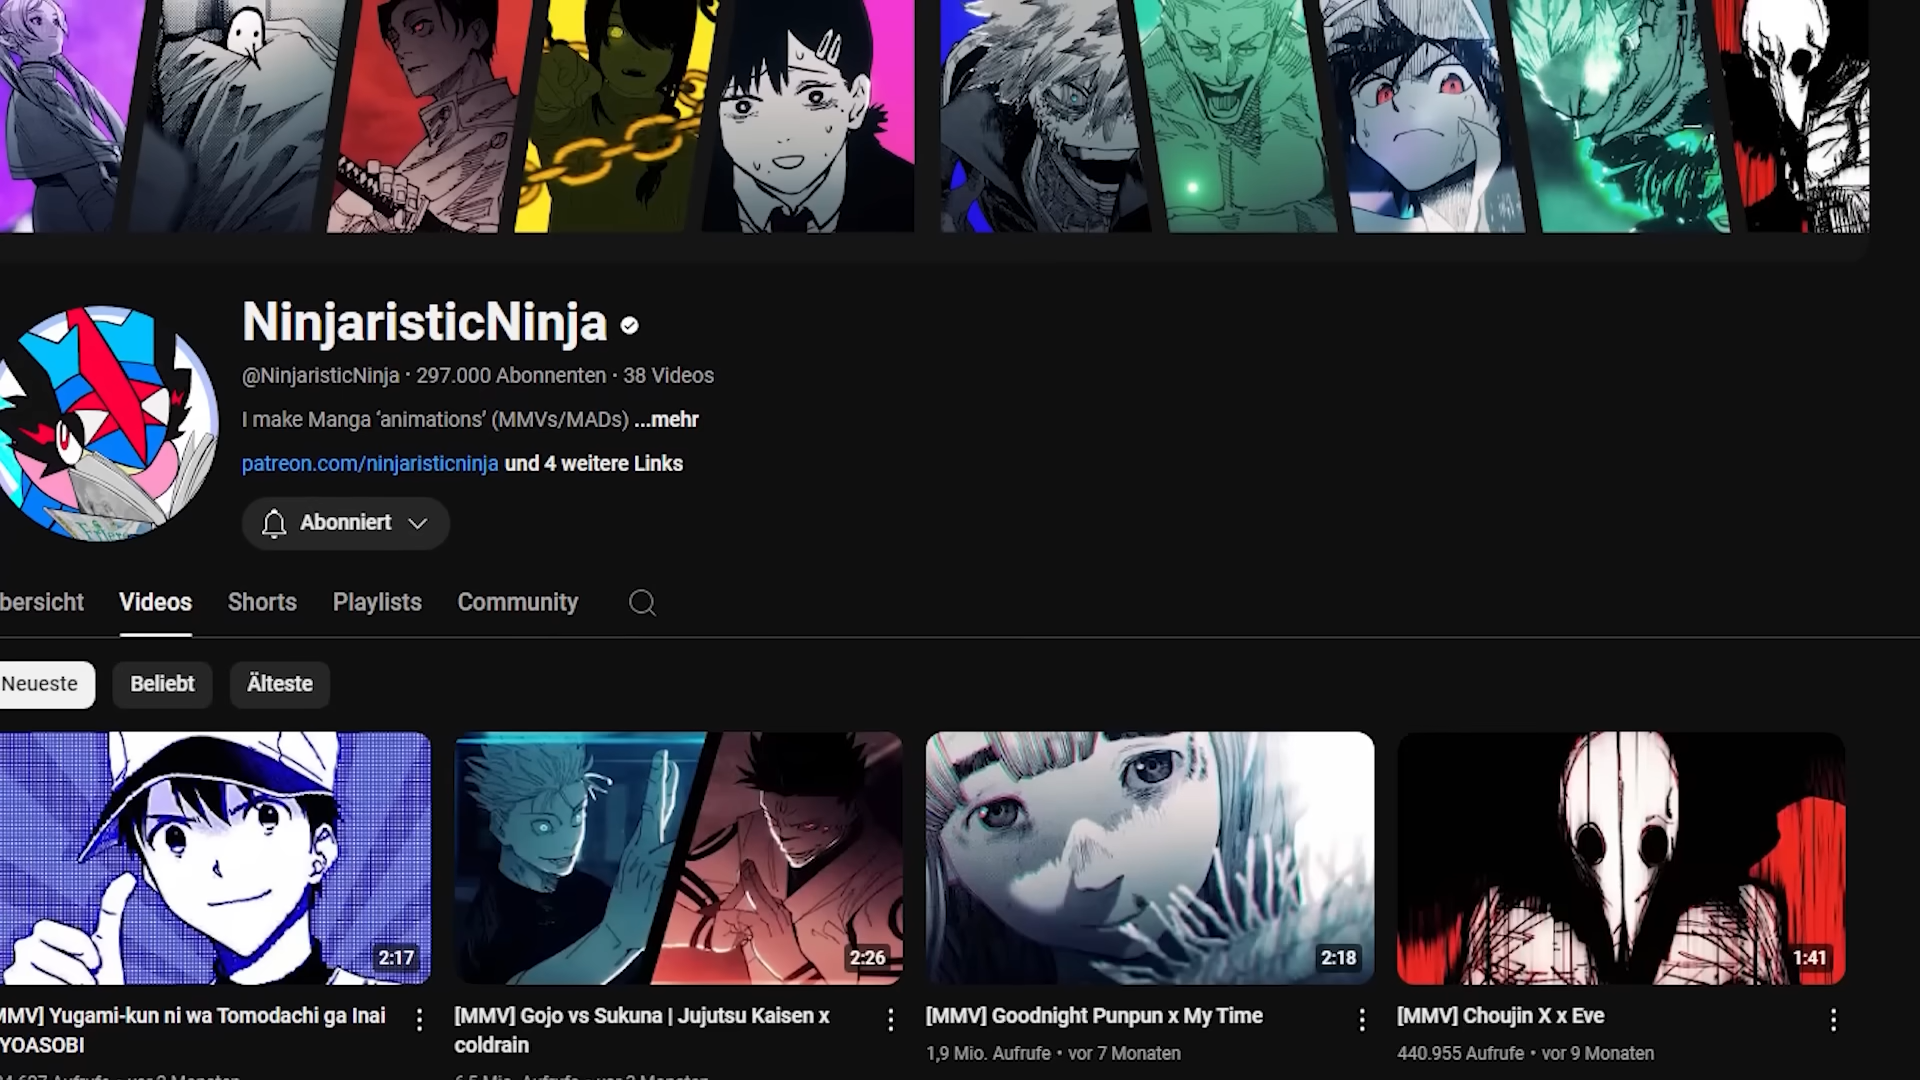 NinjaristicNinja
@NinjaristicNinja · 297.000 Abonnenten · 38 Videos
I make Manga ‘animations’ (MMVs/MADs) ...mehr
patreon.com/ninjaristicninja und 4 weitere Links
Abonniert
bersicht Videos Shorts Playlists Community
Neueste Beliebt Älteste
2:17 2:26 2:18 1:41
MMV] Yugami-kun ni wa Tomodachi ga Inai
YOASOBI
[MMV] Gojo vs Sukuna | Jujutsu Kaisen x
coldrain
[MMV] Goodnight Punpun x My Time
1,9 Mio. Aufrufe • vor 7 Monaten
[MMV] Choujin X x Eve
440.955 Aufrufe • vor 9 Monaten